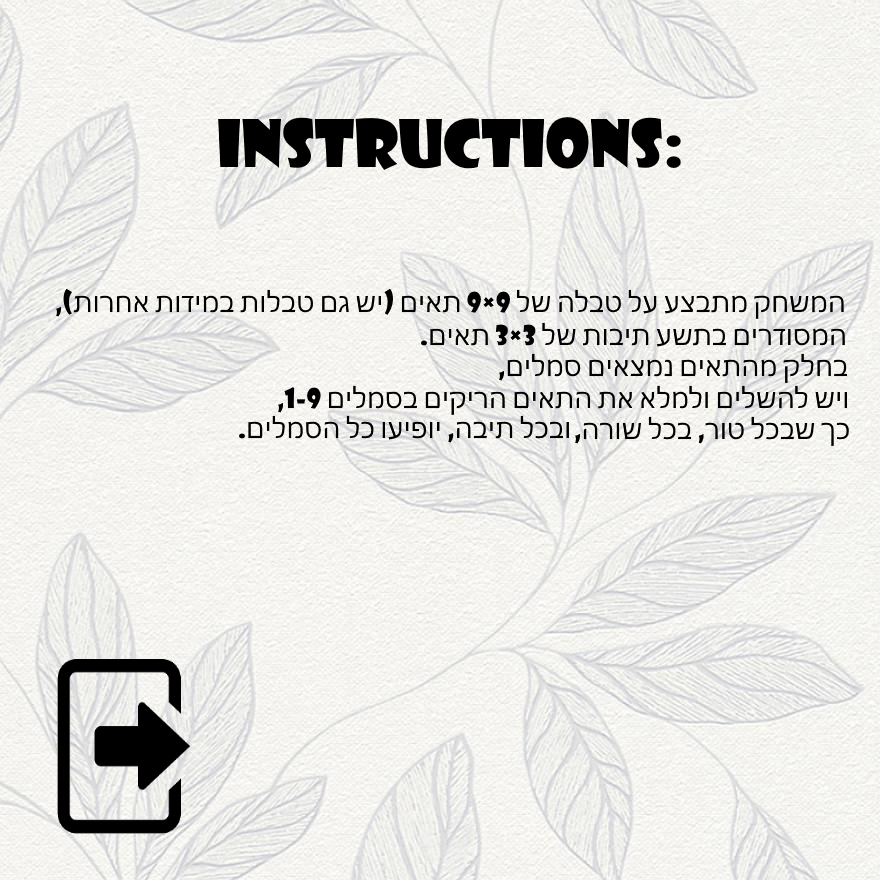 INSTRUCTIONS:
המשחק מתבצע על טבלה של 9×9 תאים (יש גם טבלות במידות אחרות),
המסודרים בתשע תיבות של 3×3 תאים.
בחלק מהתאים נמצאים סמלים,
ויש להשלים ולמלא את התאים הריקים בסמלים 1-9,
כך שבכל טור, בכל שורה, ובכל תיבה, יופיעו כל הסמלים.